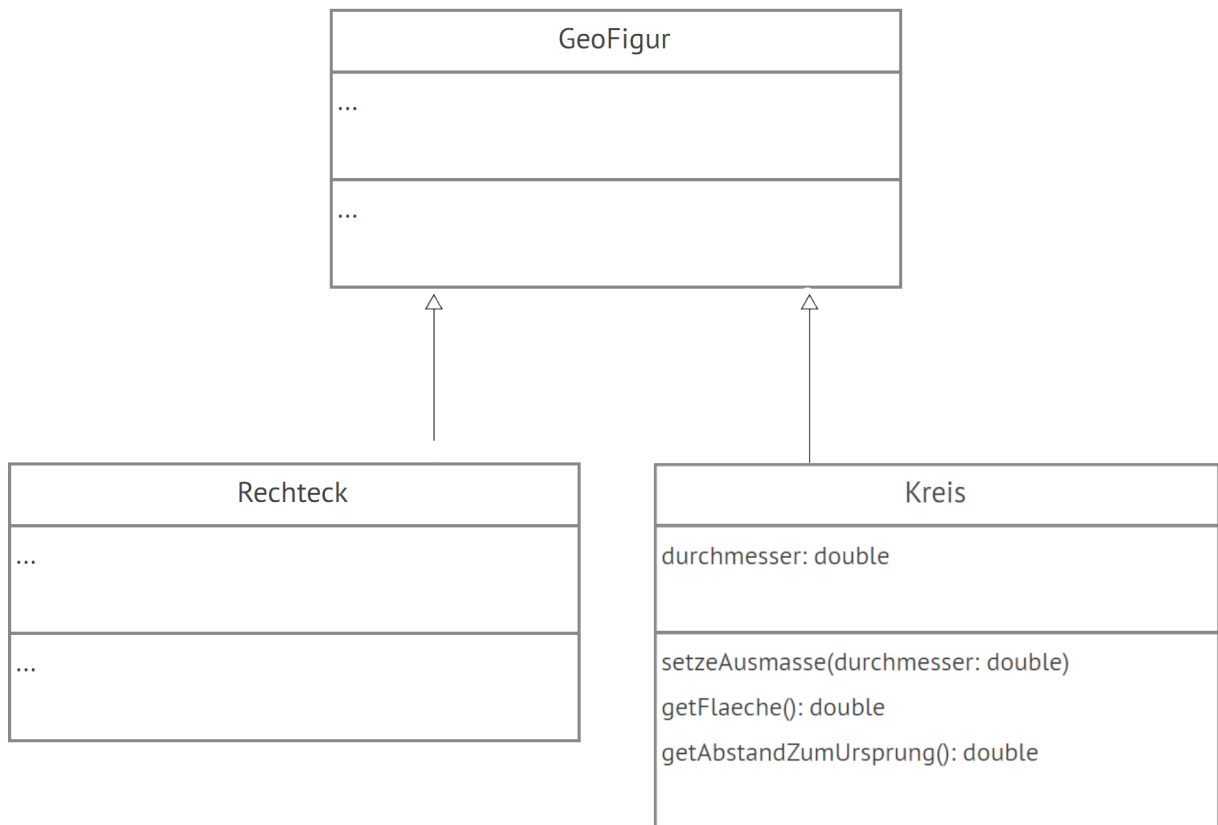 GeoFigur
...
...
Rechteck
...
...
Kreis
durchmesser: double
setzeAusmasse(durchmesser: double)
getFlaeche(): double
getAbstandZumUrsprung(): double